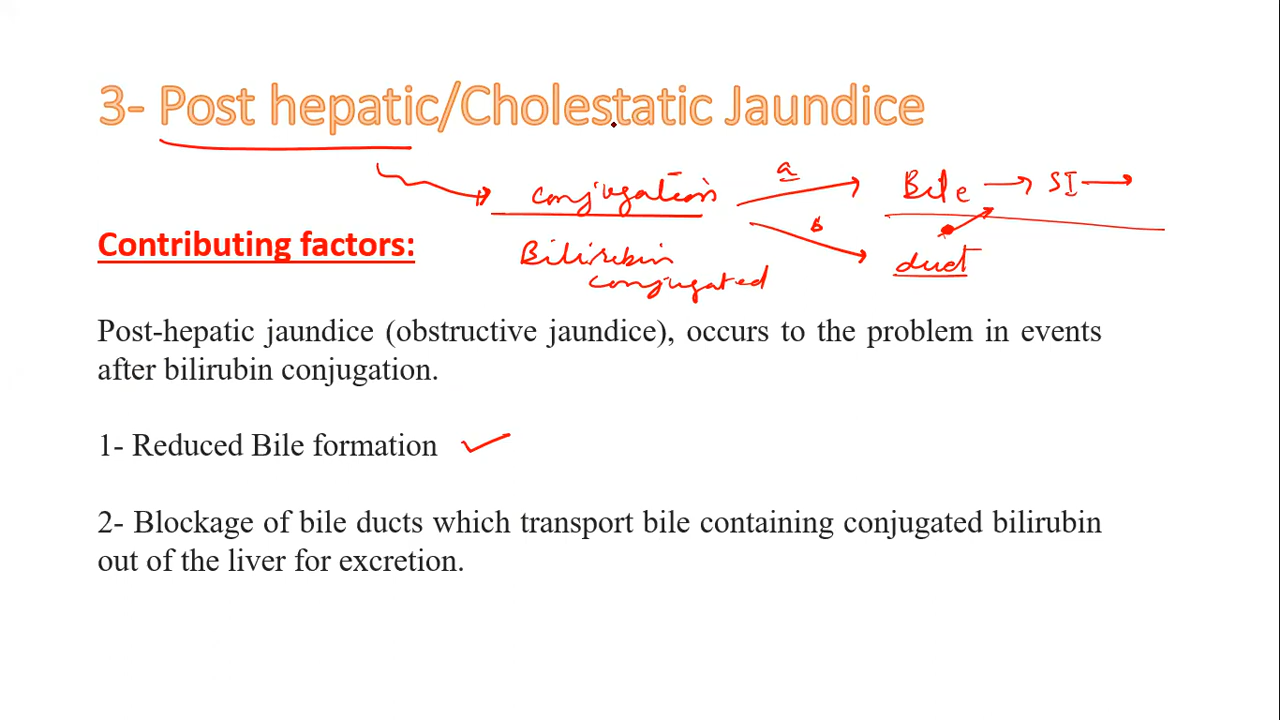 3- Post hepatic/Cholestatic Jaundice
conjugation a Bile → SI →
b
Contributing factors:
Bilirubin duct
conjugated
Post-hepatic jaundice (obstructive jaundice), occurs to the problem in events
after bilirubin conjugation.
1- Reduced Bile formation
2- Blockage of bile ducts which transport bile containing conjugated bilirubin
out of the liver for excretion.